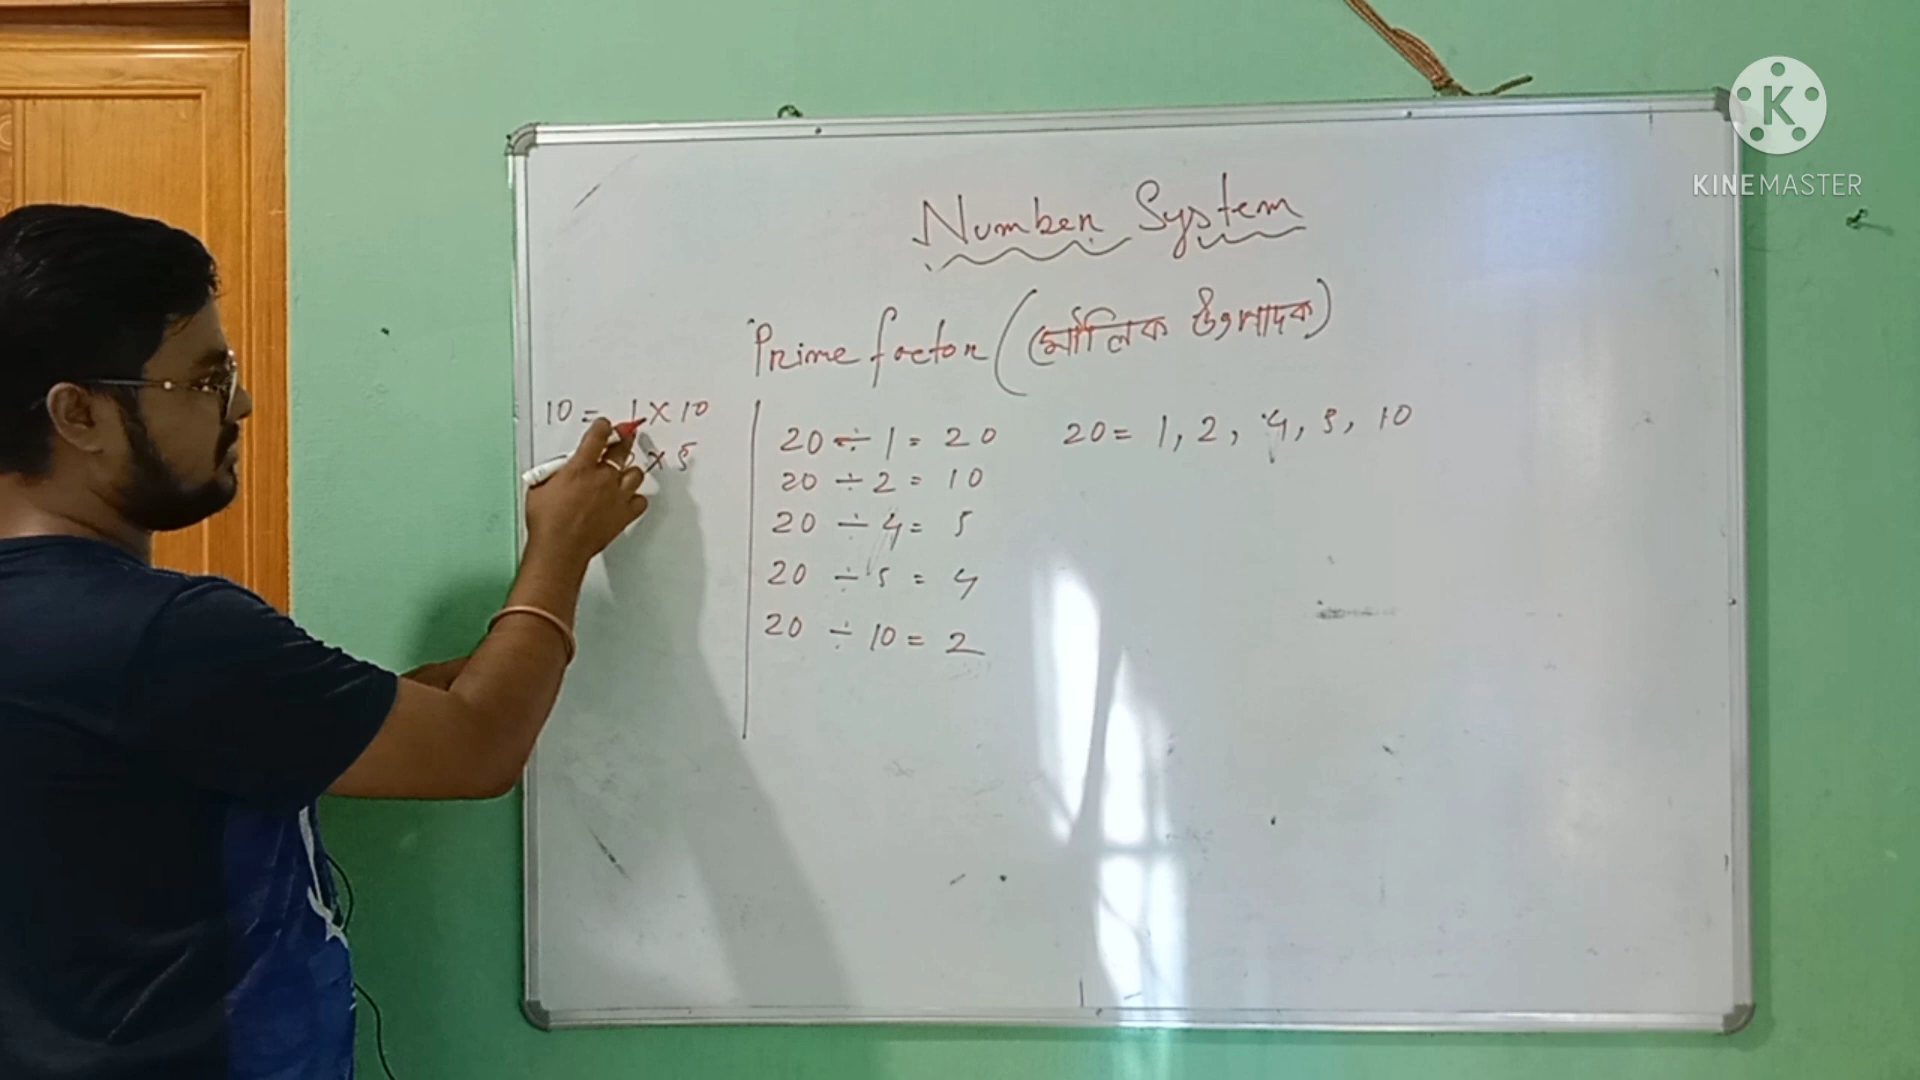 KINEMASTER
Number System
Prime factor (মৌলিক উৎপাদক)
10 = 1 × 10
× 5
20 ÷ 1 = 20
20 ÷ 2 = 10
20 ÷ 4 = 5
20 ÷ 5 = 4
20 ÷ 10 = 2
20 = 1, 2, 4, 5, 10